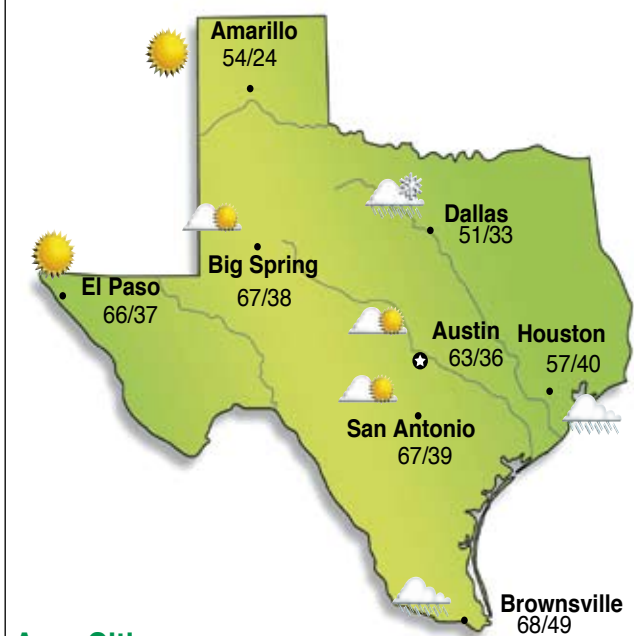 Amarillo
54/24
Dallas
51/33
Big Spring
67/38
El Paso
66/37
Austin
63/36
Houston
57/40
San Antonio
67/39
Brownsville
68/49